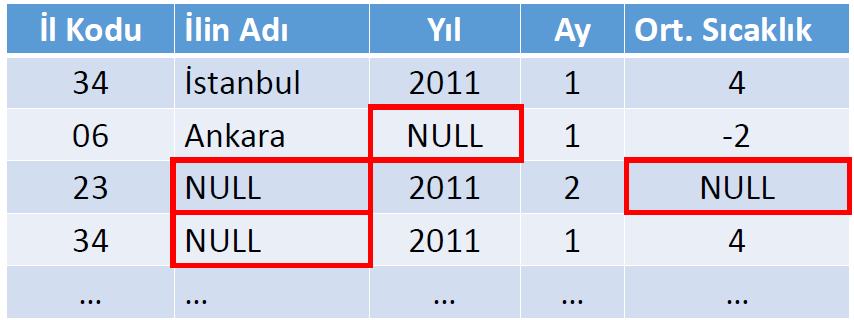 İl Kodu İlin Adı Yıl Ay Ort. Sıcaklık
34 İstanbul 2011 1 4
06 Ankara NULL 1 -2
23 NULL 2011 2 NULL
34 NULL 2011 1 4
... ... ... ... ...